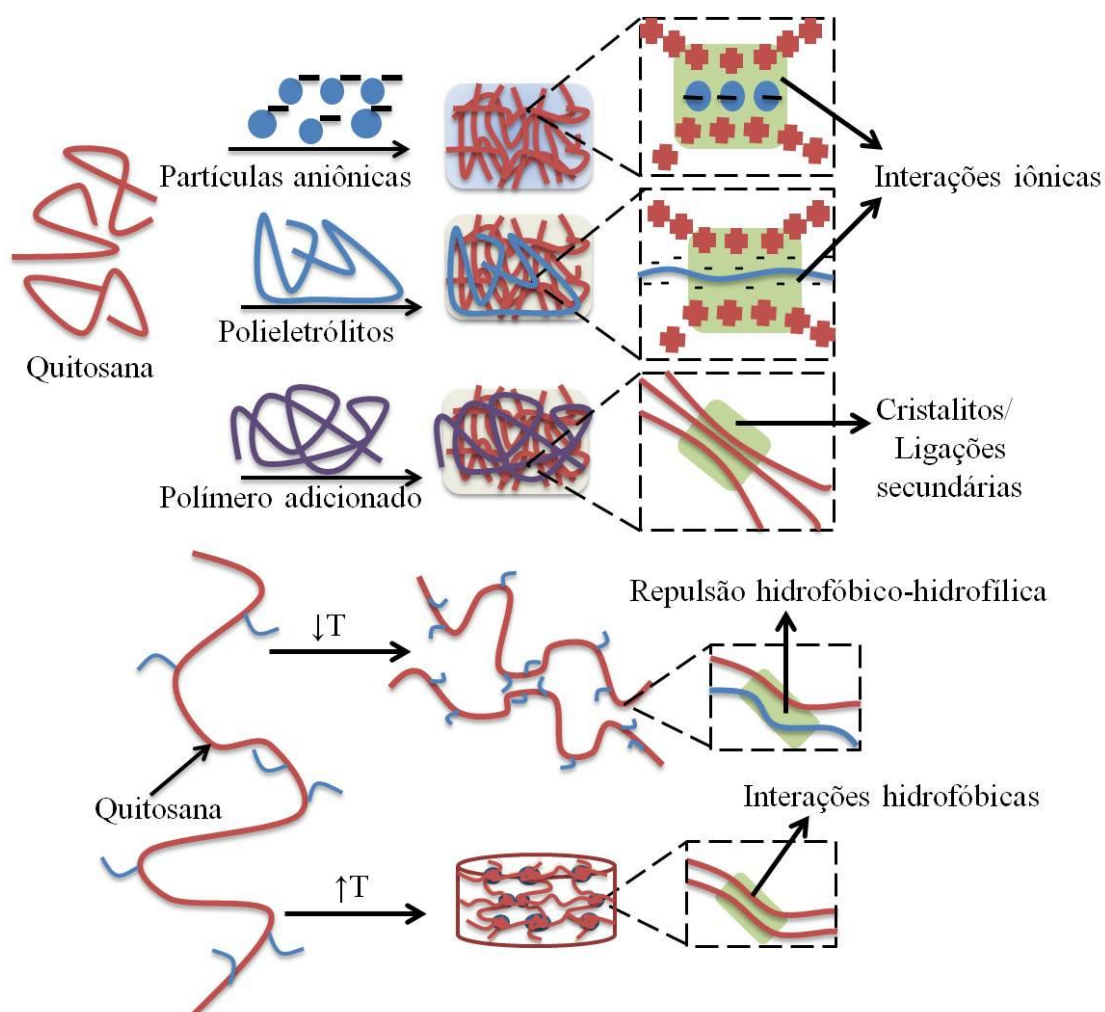 Partículas aniônicas
Interações iônicas
Polieletrólitos
Quitosana
Polímero adicionado
Cristalitos/
Ligações
secundárias
Repulsão hidrofóbico-hidrofílica
↓T
Quitosana
Interações hidrofóbicas
↑T